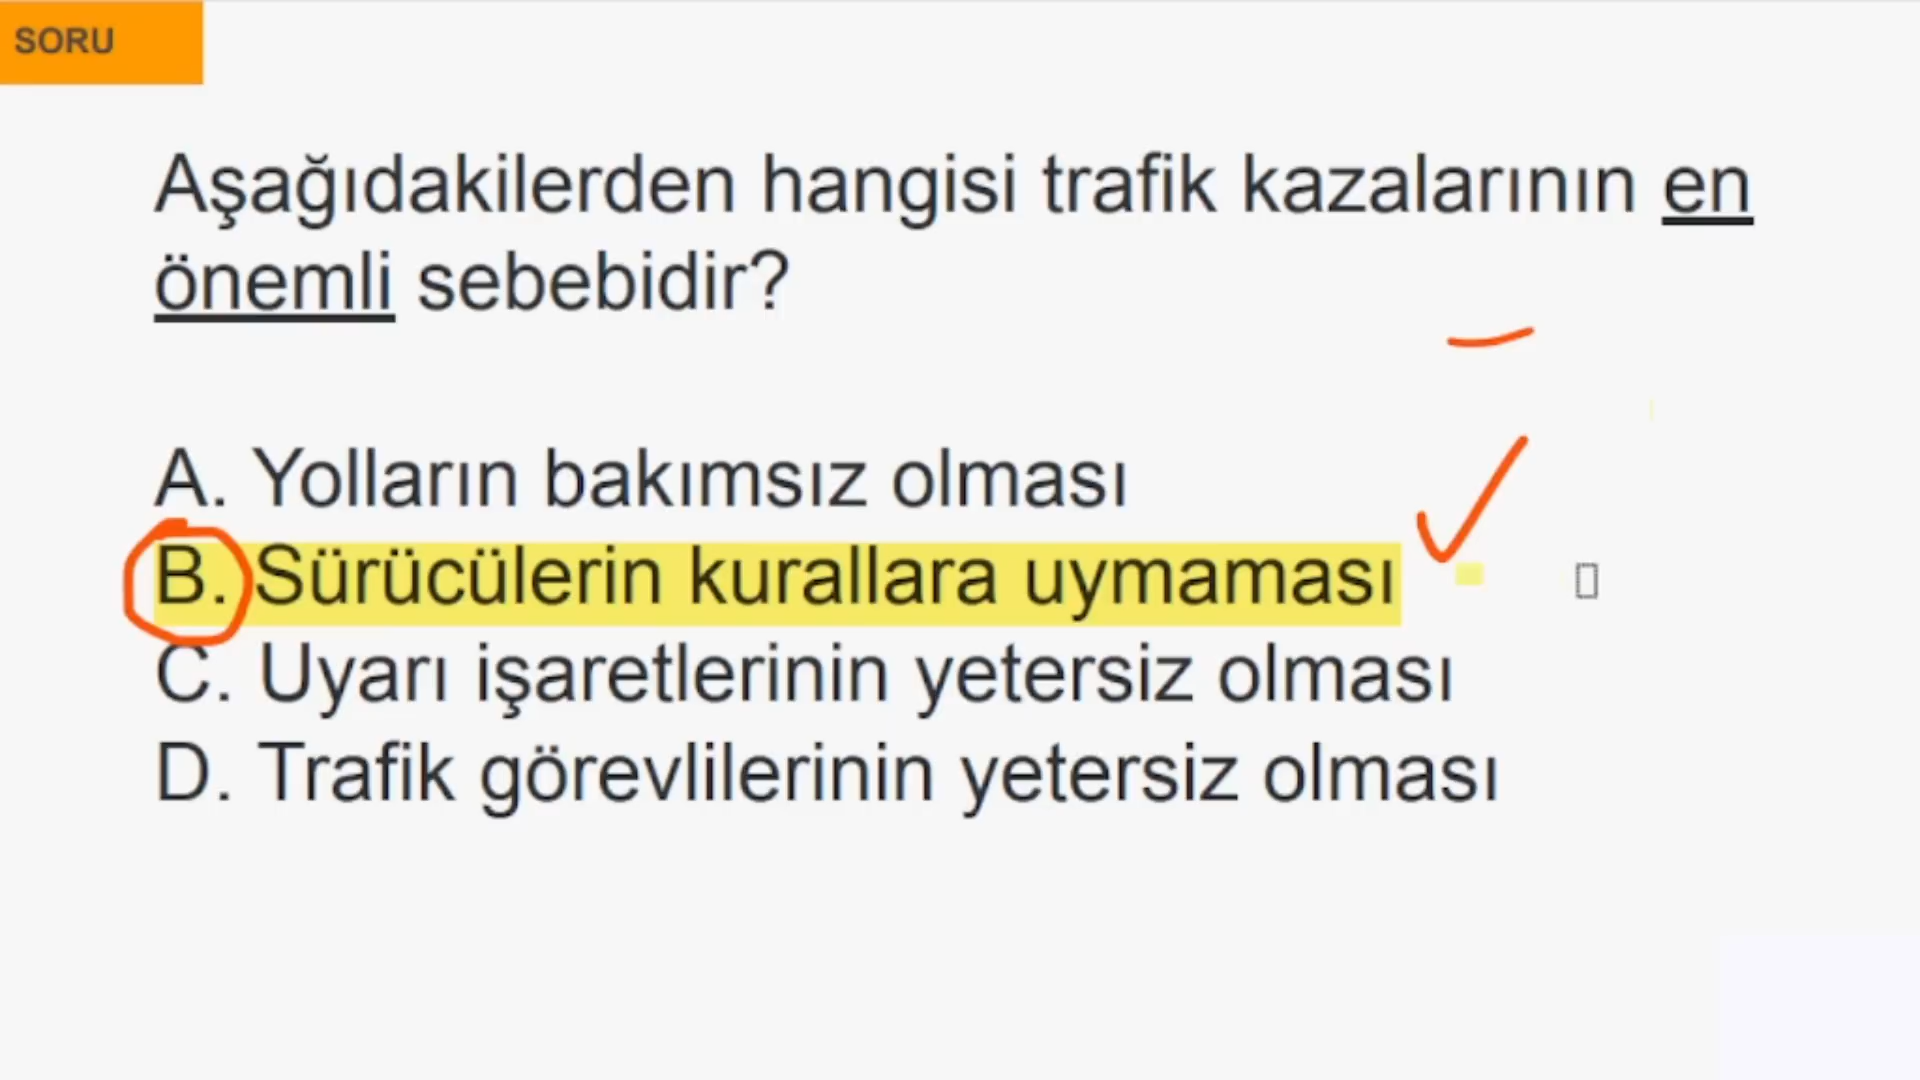 SORU
Aşağıdakilerden hangisi trafik kazalarının en
önemli sebebidir?
A. Yolların bakımsız olması
B. Sürücülerin kurallara uymaması
C. Uyarı işaretlerinin yetersiz olması
D. Trafik görevlilerinin yetersiz olması